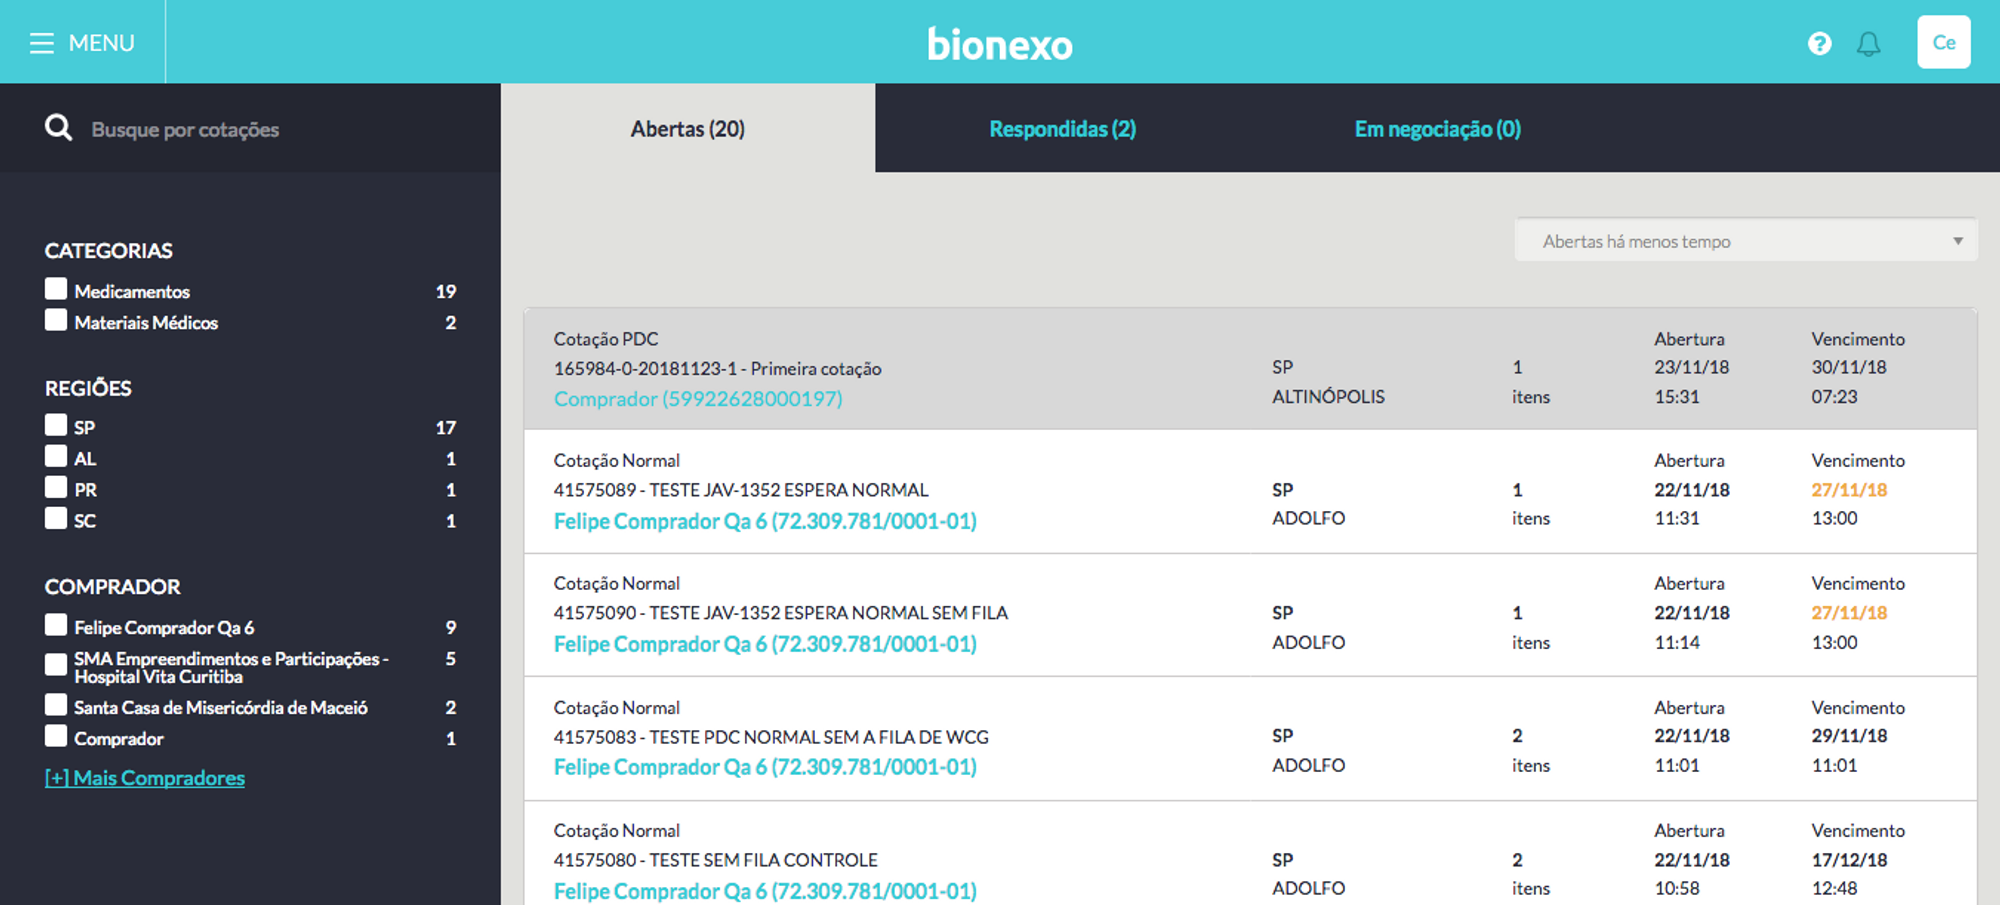 MENU
bionexo
?
Ce
Busque por cotações
Abertas (20)
Respondidas (2)
Em negociação (0)
CATEGORIAS
Medicamentos 19
Materiais Médicos 2
REGIÕES
SP 17
AL 1
PR 1
SC 1
COMPRADOR
Felipe Comprador Qa 6 9
SMA Empreendimentos e Participações - 5
Hospital Vita Curitiba
Santa Casa de Misericórdia de Maceió 2
Comprador 1
[+] Mais Compradores
Abertas há menos tempo
Cotação PDC Abertura Vencimento
165984-0-20181123-1 - Primeira cotação SP 1 23/11/18 30/11/18
Comprador (59922628000197) ALTINÓPOLIS itens 15:31 07:23
Cotação Normal Abertura Vencimento
41575089 - TESTE JAV-1352 ESPERA NORMAL SP 1 22/11/18 27/11/18
Felipe Comprador Qa 6 (72.309.781/0001-01) ADOLFO itens 11:31 13:00
Cotação Normal Abertura Vencimento
41575090 - TESTE JAV-1352 ESPERA NORMAL SEM FILA SP 1 22/11/18 27/11/18
Felipe Comprador Qa 6 (72.309.781/0001-01) ADOLFO itens 11:14 13:00
Cotação Normal Abertura Vencimento
41575083 - TESTE PDC NORMAL SEM A FILA DE WCG SP 2 22/11/18 29/11/18
Felipe Comprador Qa 6 (72.309.781/0001-01) ADOLFO itens 11:01 11:01
Cotação Normal Abertura Vencimento
41575080 - TESTE SEM FILA CONTROLE SP 2 22/11/18 17/12/18
Felipe Comprador Qa 6 (72.309.781/0001-01) ADOLFO itens 10:58 12:48